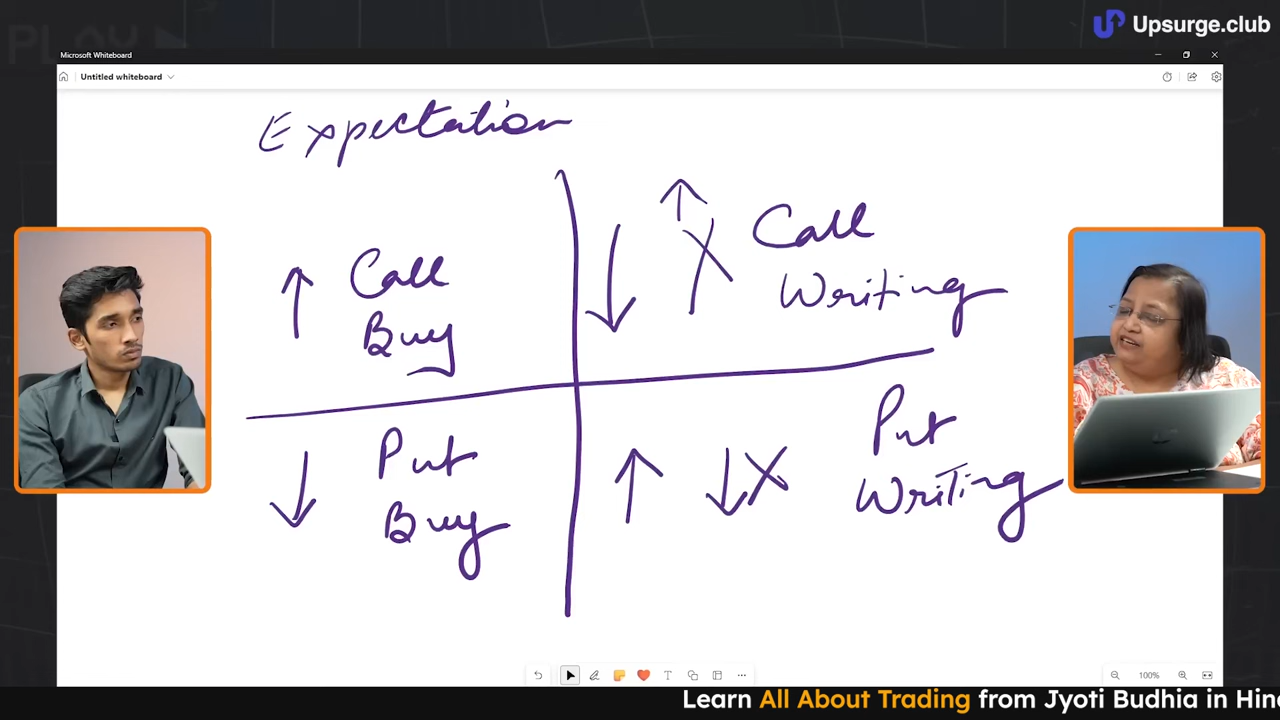 Upsurge.club
Microsoft Whiteboard
Untitled whiteboard
Expectation
↑ Call Buy
↓ ↑ X Call Writing
↓ Put Buy
↑ ↓ X Put Writing
100%
Learn All About Trading from Jyoti Budhia in